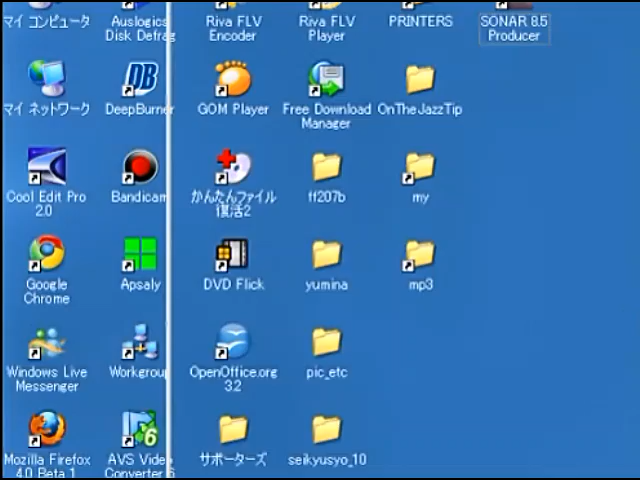 マイ コンピュータ
Auslogics
Disk Defrag
Riva FLV
Encoder
Riva FLV
Player
PRINTERS
SONAR 8.5
Producer
マイ ネットワーク
DB
DeepBurner
GOM Player
Free Download
Manager
OnTheJazzTip
Cool Edit Pro
2.0
Bandicam
かんたんファイル
復活2
ff207b
my
Google
Chrome
Apsaly
DVD Flick
yumina
mp3
Windows Live
Messenger
Workgroup
OpenOffice.org
3.2
pic_etc
Mozilla Firefox
4.0 Beta 1
6
AVS Video
Converter 6
サポーターズ
seikyusyo_10